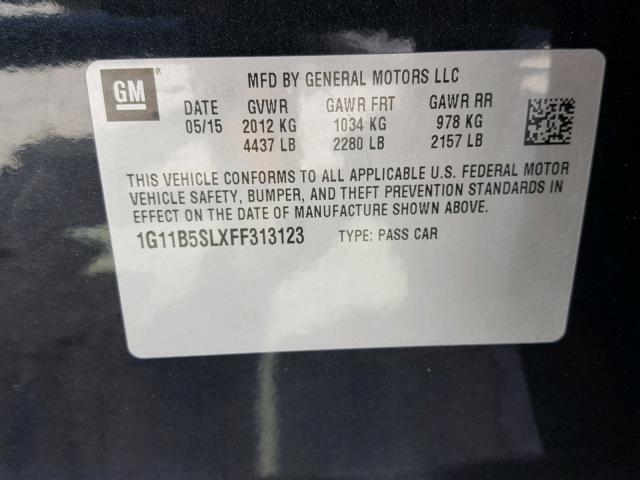 GM®
MFD BY GENERAL MOTORS LLC
DATE GVWR GAWR FRT GAWR RR
05/15 2012 KG 1034 KG 978 KG
4437 LB 2280 LB 2157 LB
THIS VEHICLE CONFORMS TO ALL APPLICABLE U.S. FEDERAL MOTOR
VEHICLE SAFETY, BUMPER, AND THEFT PREVENTION STANDARDS IN
EFFECT ON THE DATE OF MANUFACTURE SHOWN ABOVE.
1G11B5SLXFF313123 TYPE: PASS CAR